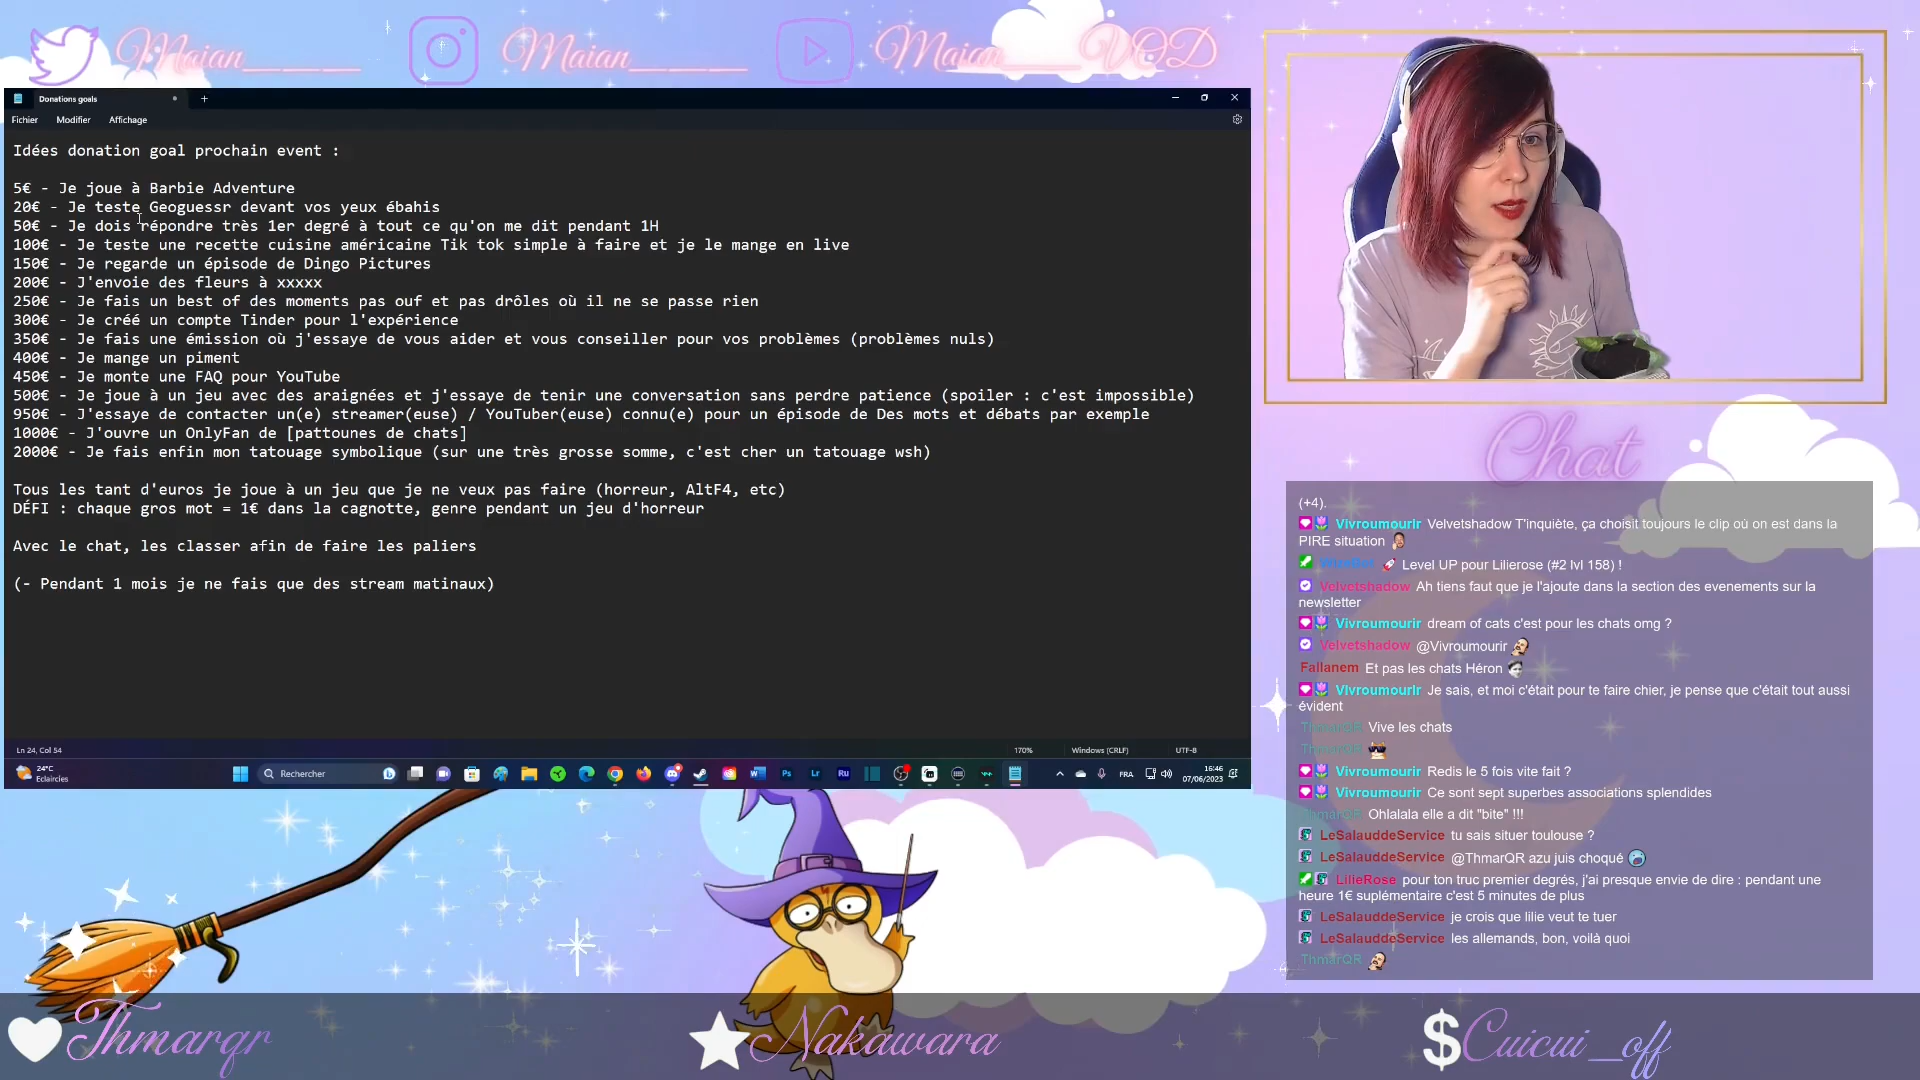 Maian____
Maian____
Maian____VOD
Donations goals
Fichier Modifier Affichage
Idées donation goal prochain event :
5€ - Je joue à Barbie Adventure
20€ - Je teste Geoguessr devant vos yeux ébahis
50€ - Je dois répondre très 1er degré à tout ce qu'on me dit pendant 1H
100€ - Je teste une recette cuisine américaine Tik tok simple à faire et je le mange en live
150€ - Je regarde un épisode de Dingo Pictures
200€ - J'envoie des fleurs à xxxxx
250€ - Je fais un best of des moments pas ouf et pas drôles où il ne se passe rien
300€ - Je créé un compte Tinder pour l'expérience
350€ - Je fais une émission où j'essaye de vous aider et vous conseiller pour vos problèmes (problèmes nuls)
400€ - Je mange un piment
450€ - Je monte une FAQ pour YouTube
500€ - Je joue à un jeu avec des araignées et j'essaye de tenir une conversation sans perdre patience (spoiler : c'est impossible)
950€ - J'essaye de contacter un(e) streamer(euse) / YouTuber(euse) connu(e) pour un épisode de Des mots et débats par exemple
1000€ - J'ouvre un OnlyFan de [pattounes de chats]
2000€ - Je fais enfin mon tatouage symbolique (sur une très grosse somme, c'est cher un tatouage wsh)
Tous les tant d'euros je joue à un jeu que je ne veux pas faire (horreur, AltF4, etc)
DÉFI : chaque gros mot = 1€ dans la cagnotte, genre pendant un jeu d'horreur
Avec le chat, les classer afin de faire les paliers
(- Pendant 1 mois je ne fais que des stream matinaux)
Ln 24, Col 54 170% Windows (CRLF) UTF-8
24°C
Eclaircies
Rechercher
FRA
16:46
07/06/2023
Chat
(+4).
Vivroumourir Velvetshadow T'inquiète, ça choisit toujours le clip où on est dans la
PIRE situation
WizeBot Level UP pour Lilierose (#2 lvl 158) !
Velvetshadow Ah tiens faut que je l'ajoute dans la section des evenements sur la
newsletter
Vivroumourir dream of cats c'est pour les chats omg ?
Velvetshadow @Vivroumourir
Fallanem Et pas les chats Héron
Vivroumourir Je sais, et moi c'était pour te faire chier, je pense que c'était tout aussi
évident
ThmarQR Vive les chats
ThmarQR
Vivroumourir Redis le 5 fois vite fait ?
Vivroumourir Ce sont sept superbes associations splendides
ThmarQR Ohlalala elle a dit "bite" !!!
LeSalauddeService tu sais situer toulouse ?
LeSalauddeService @ThmarQR azu juis choqué
LilieRose pour ton truc premier degrés, j'ai presque envie de dire : pendant une
heure 1€ suplémentaire c'est 5 minutes de plus
LeSalauddeService je crois que lilie veut te tuer
LeSalauddeService les allemands, bon, voilà quoi
ThmarQR
Thmarqr
Nakawara
$Cuicui_off